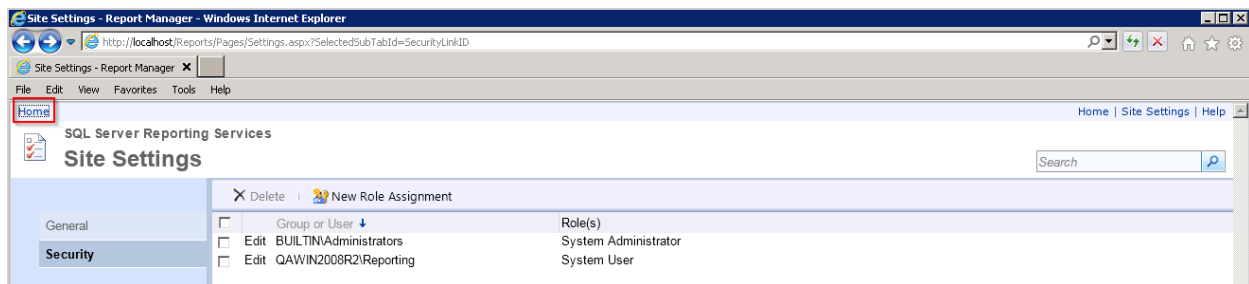 Site Settings - Report Manager - Windows Internet Explorer
http://localhost/Reports/Pages/Settings.aspx?SelectedSubTabId=SecurityLinkID
Site Settings - Report Manager
File Edit View Favorites Tools Help
Home Home | Site Settings | Help
SQL Server Reporting Services
Site Settings
Search
Delete | New Role Assignment
General
Security
Group or User Role(s)
Edit BUILTIN\Administrators System Administrator
Edit QAWIN2008R2\Reporting System User